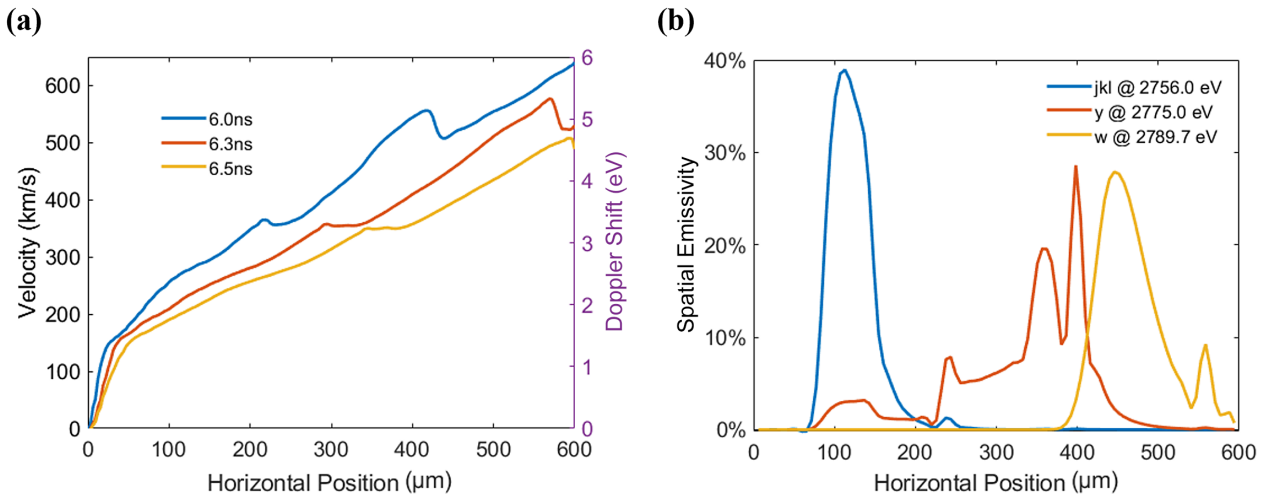 (a)
(b)
600
500
400
300
200
100
0
Velocity (km/s)
6.0ns
6.3ns
6.5ns
6
5
4
3
2
1
0
Doppler Shift (eV)
0 100 200 300 400 500 600
Horizontal Position (μm)
40%
30%
20%
10%
0%
Spatial Emissivity
jkl @ 2756.0 eV
y @ 2775.0 eV
w @ 2789.7 eV
0 100 200 300 400 500 600
Horizontal Position (μm)